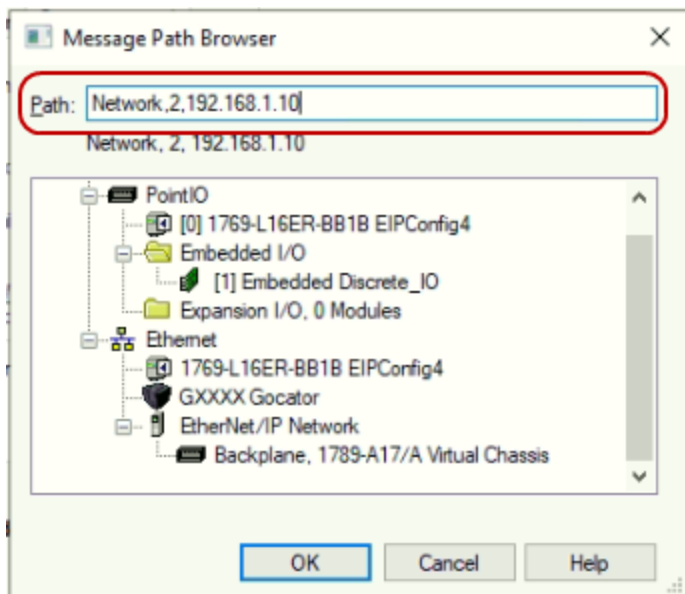 Message Path Browser
Path: Network,2,192.168.1.10
Network, 2, 192.168.1.10
PointIO
[0] 1769-L16ER-BB1B EIPConfig4
Embedded I/O
[1] Embedded Discrete_IO
Expansion I/O, 0 Modules
Ethernet
1769-L16ER-BB1B EIPConfig4
GXXXX Gocator
EtherNet/IP Network
Backplane, 1789-A17/A Virtual Chassis
OK Cancel Help